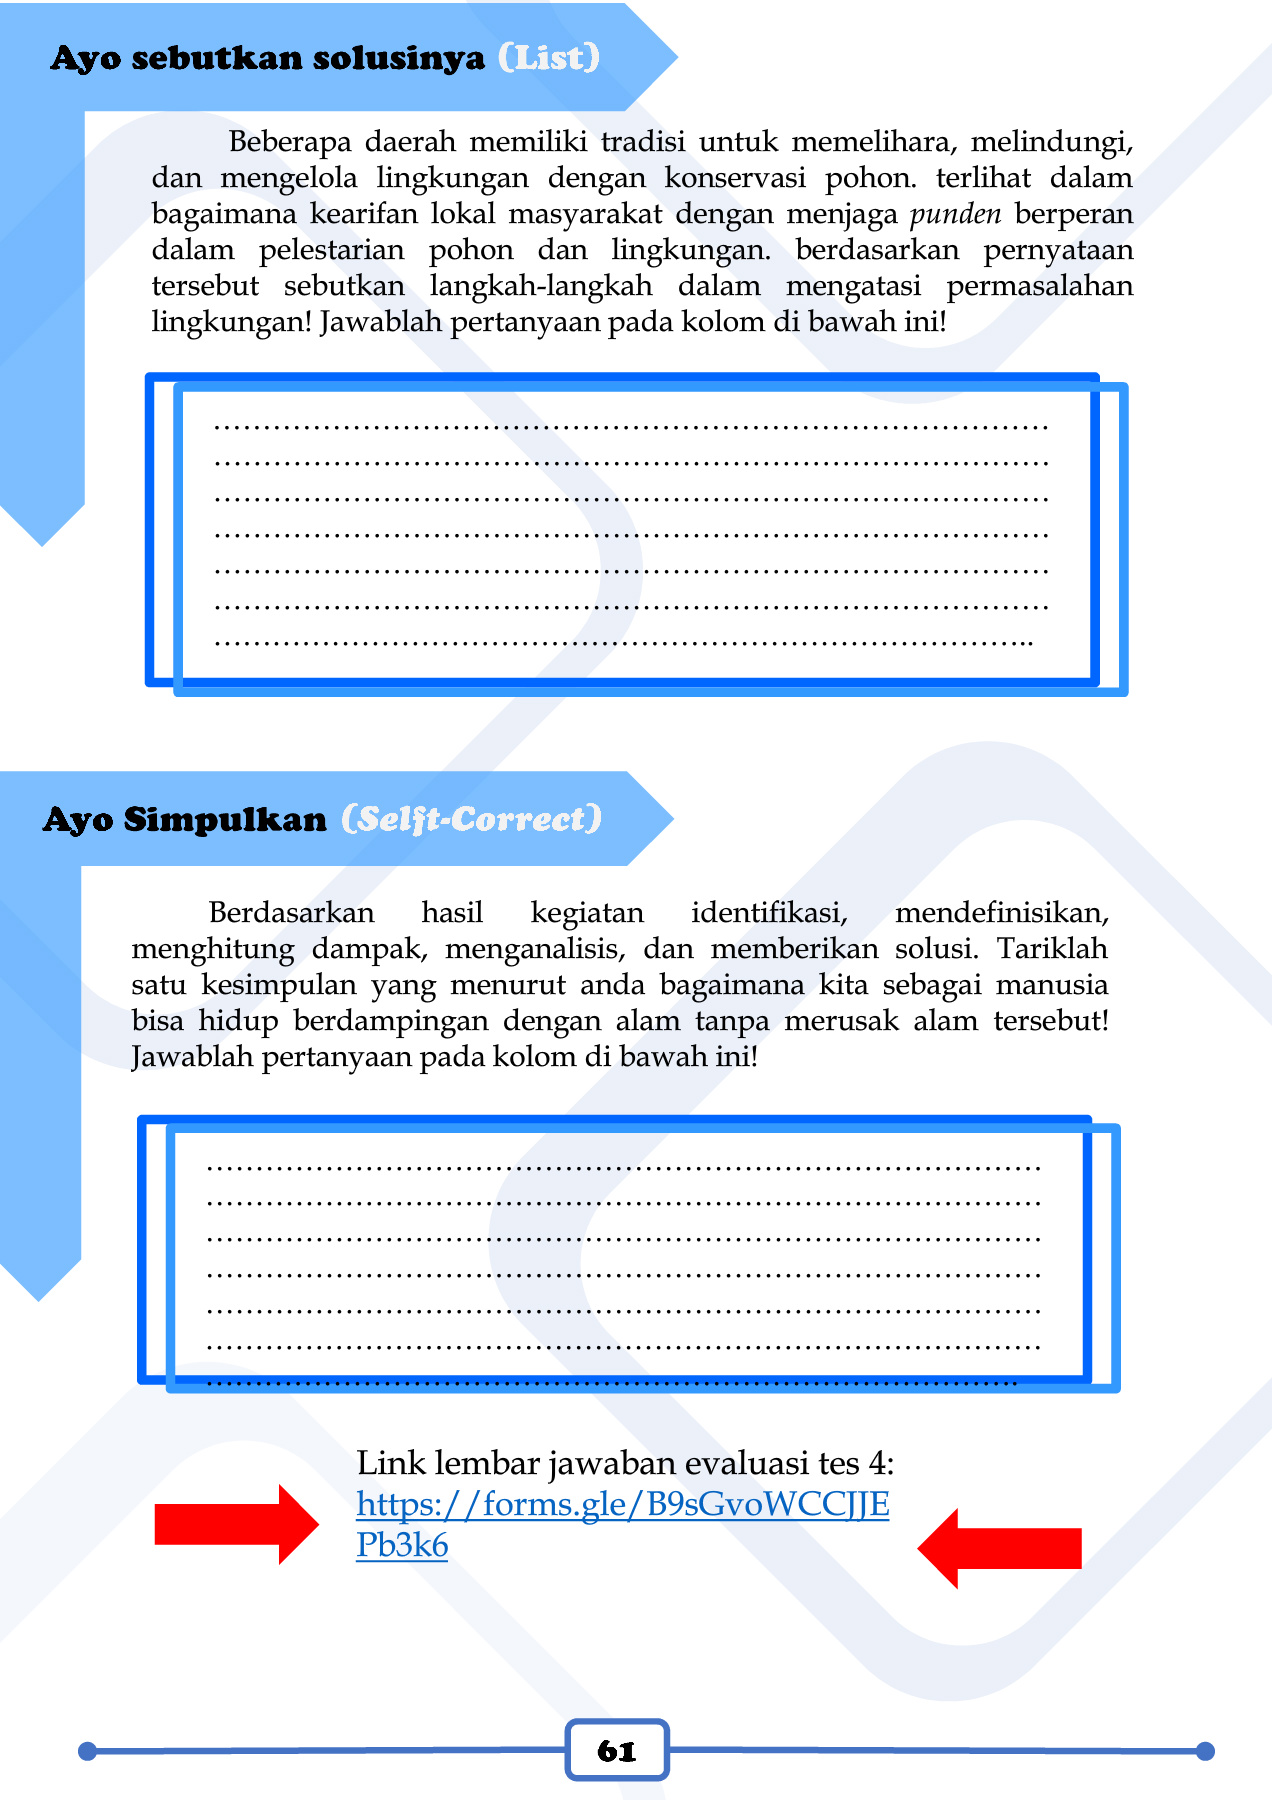 Ayo sebutkan solusinya (List)
Beberapa daerah memiliki tradisi untuk memelihara, melindungi,
dan mengelola lingkungan dengan konservasi pohon. terlihat dalam
bagaimana kearifan lokal masyarakat dengan menjaga punden berperan
dalam pelestarian pohon dan lingkungan. berdasarkan pernyataan
tersebut sebutkan langkah-langkah dalam mengatasi permasalahan
lingkungan! Jawablah pertanyaan pada kolom di bawah ini!
Ayo Simpulkan (Selft-Correct)
Berdasarkan hasil kegiatan identifikasi, mendefinisikan,
menghitung dampak, menganalisis, dan memberikan solusi. Tariklah
satu kesimpulan yang menurut anda bagaimana kita sebagai manusia
bisa hidup berdampingan dengan alam tanpa merusak alam tersebut!
Jawablah pertanyaan pada kolom di bawah ini!
Link lembar jawaban evaluasi tes 4:
https://forms.gle/B9sGvoWCCJJE
Pb3k6
61